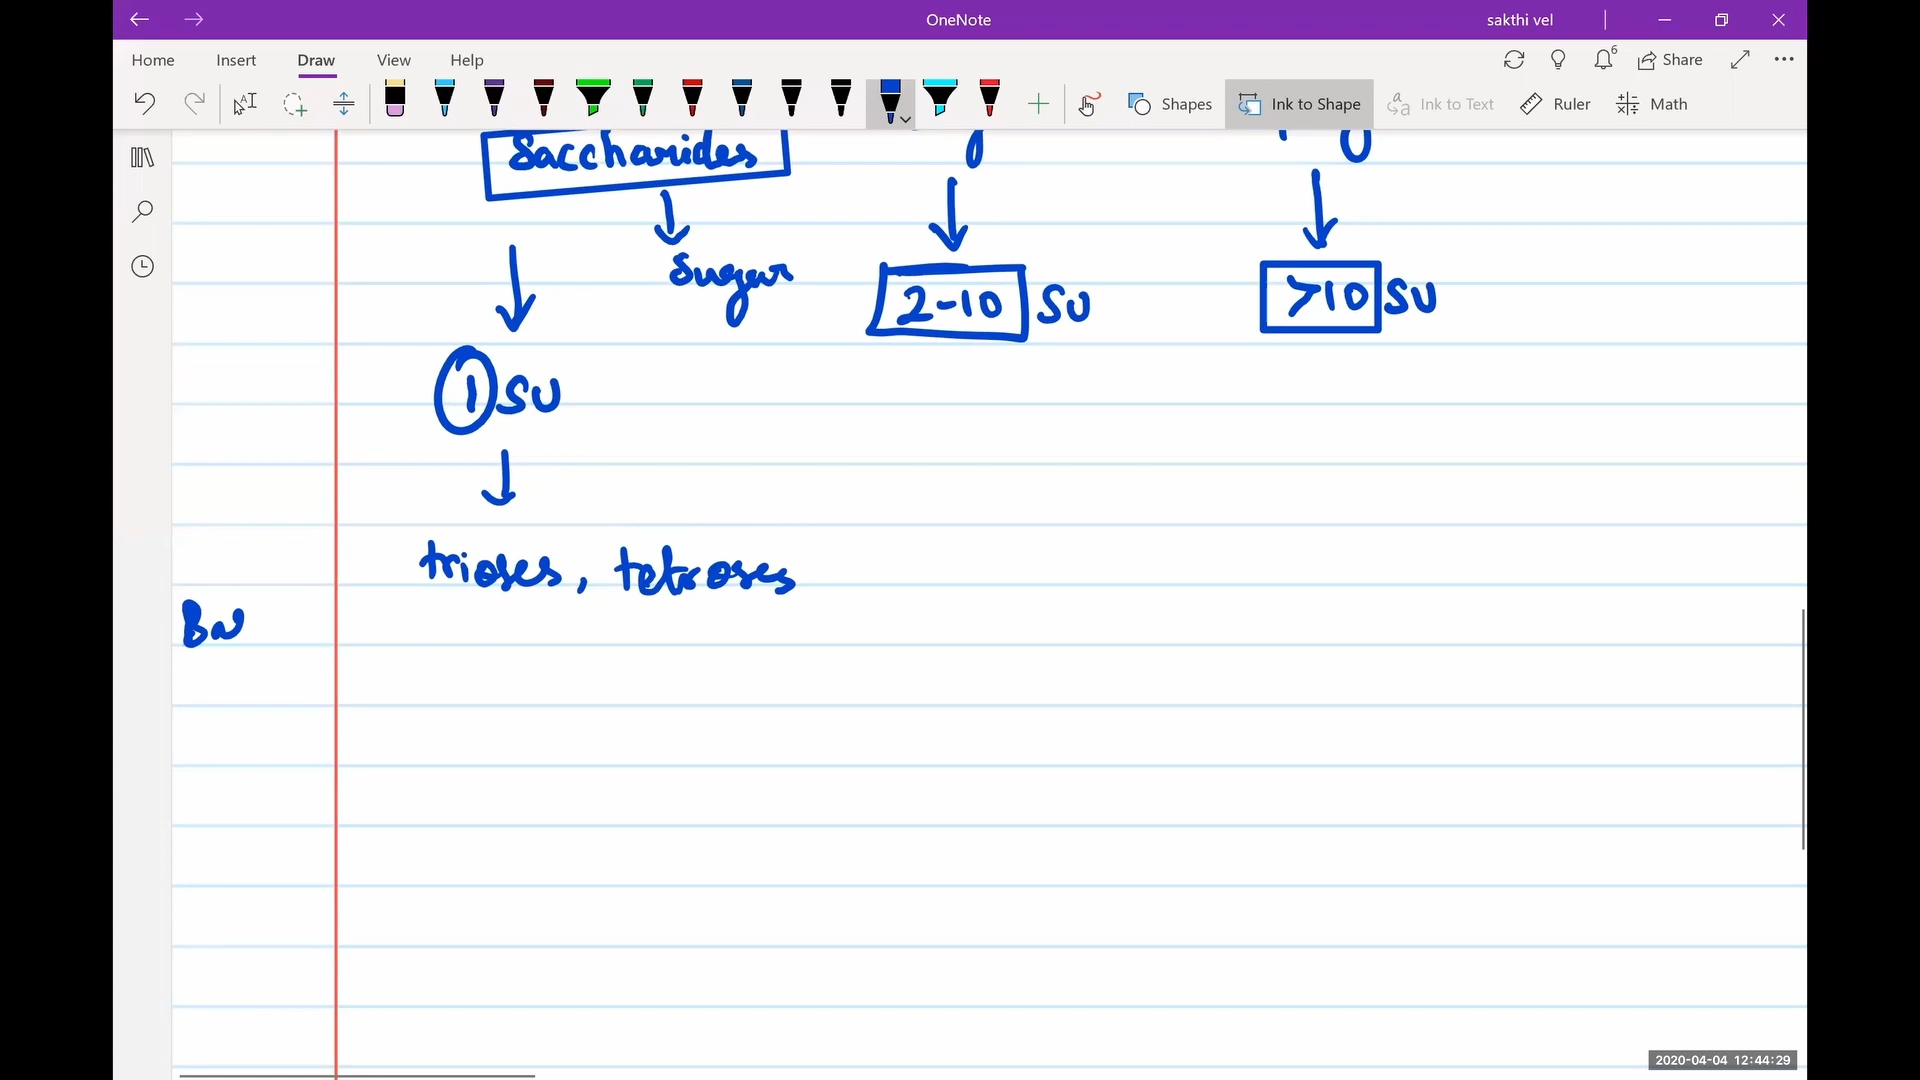 OneNote
sakthi vel
Home Insert Draw View Help
6
Share
Shapes
Ink to Shape
Ink to Text
Ruler
Math
Saccharides
Sugar
2-10 SU
>10 SU
1 SU
trioses, tetroses
2020-04-04 12:44:29